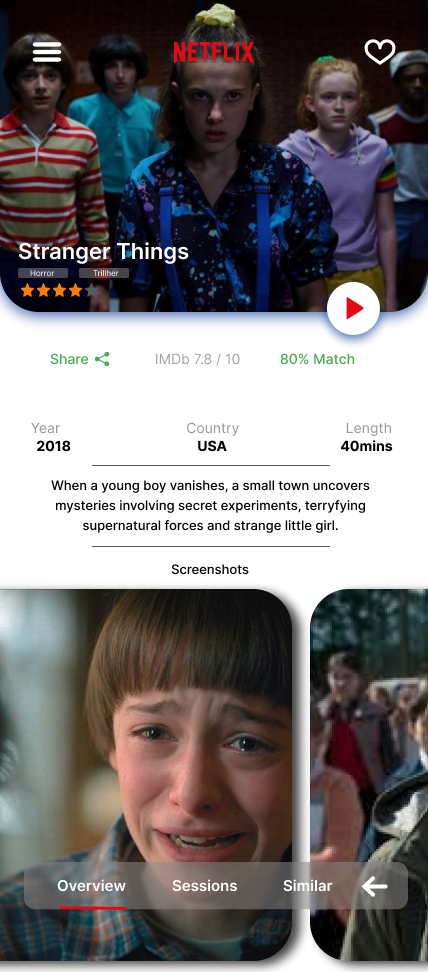 NETFLIX
Stranger Things
Horror Trillher
Share IMDb 7.8 / 10 80% Match
Year Country Length
2018 USA 40mins
When a young boy vanishes, a small town uncovers
mysteries involving secret experiments, terryfying
supernatural forces and strange little girl.
Screenshots
Overview Sessions Similar